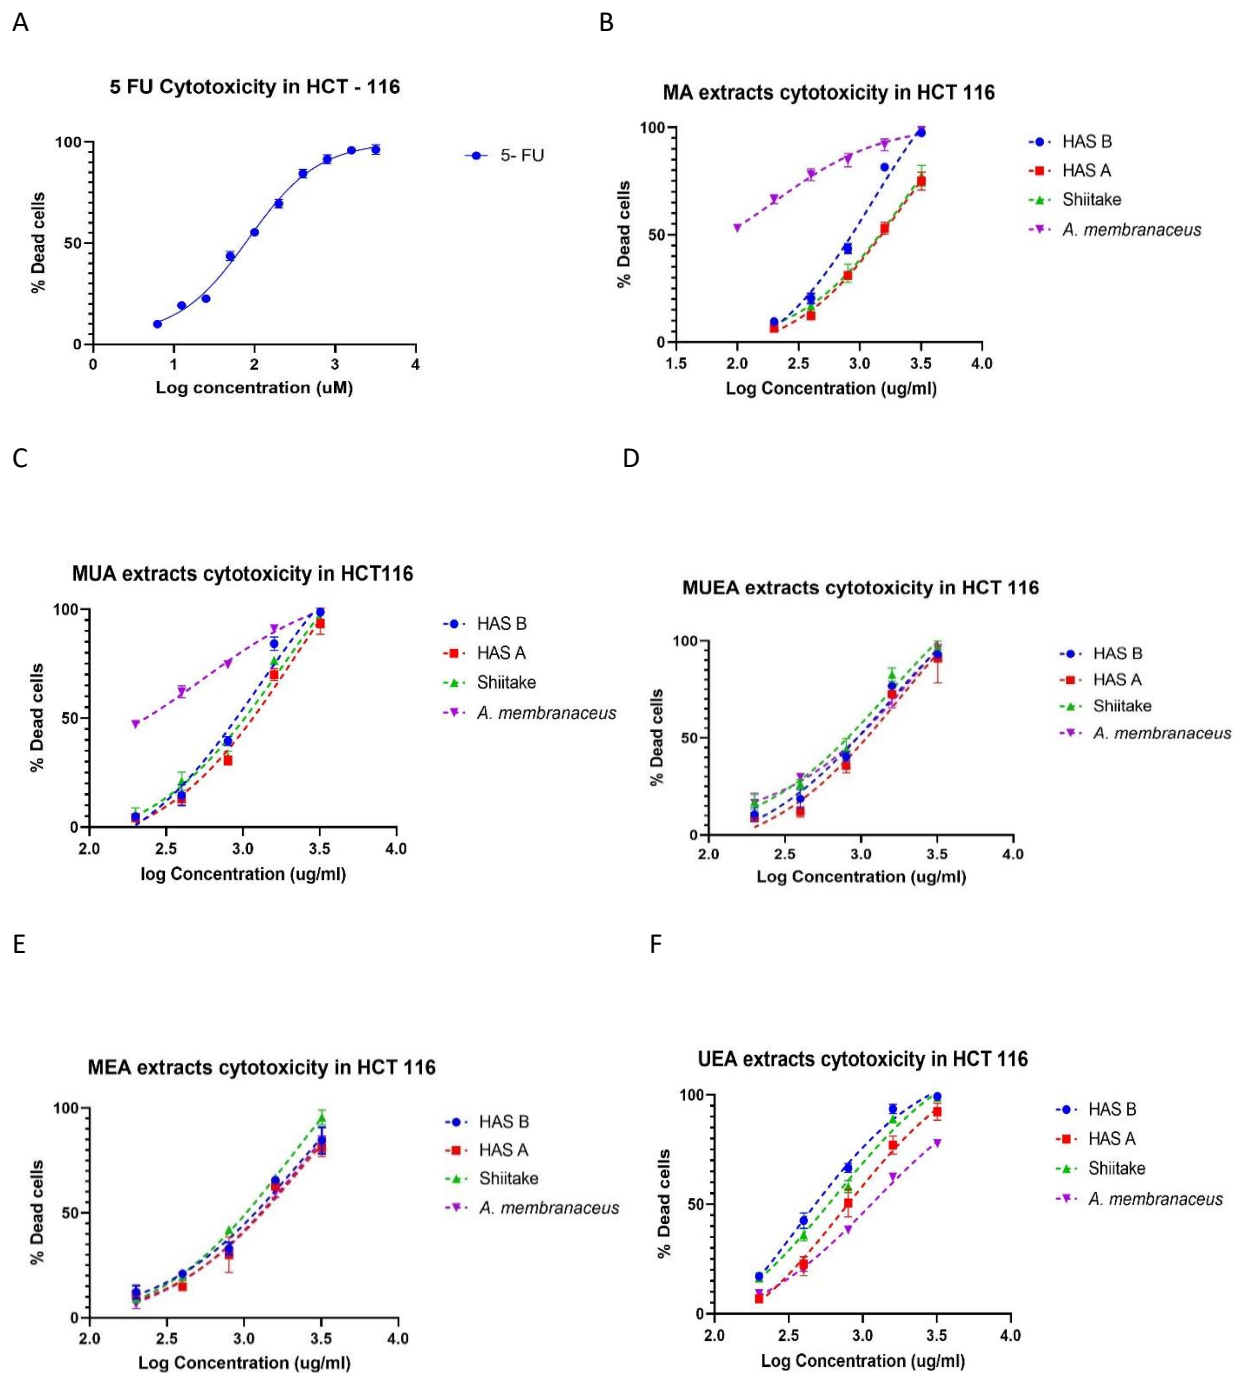 A
B
5 FU Cytotoxicity in HCT - 116
% Dead cells
100
50
0
0
1
2
3
4
Log concentration (uM)
5- FU
MA extracts cytotoxicity in HCT 116
% Dead cells
100
50
0
1.5
2.0
2.5
3.0
3.5
4.0
Log Concentration (ug/ml)
HAS B
HAS A
Shiitake
A. membranaceus
C
D
MUA extracts cytotoxicity in HCT116
% Dead cells
100
50
0
2.0
2.5
3.0
3.5
4.0
log Concentration (ug/ml)
HAS B
HAS A
Shiitake
A. membranaceus
MUEA extracts cytotoxicity in HCT 116
% Dead cells
100
50
0
2.0
2.5
3.0
3.5
4.0
Log Concentration (ug/ml)
HAS B
HAS A
Shiitake
A. membranaceus
E
F
MEA extracts cytotoxicity in HCT 116
% Dead cells
100
50
0
2.0
2.5
3.0
3.5
4.0
Log Concentration (ug/ml)
HAS B
HAS A
Shiitake
A. membranaceus
UEA extracts cytotoxicity in HCT 116
% Dead cells
100
50
0
2.0
2.5
3.0
3.5
4.0
Log Concentration (ug/ml)
HAS B
HAS A
Shiitake
A. membranaceus